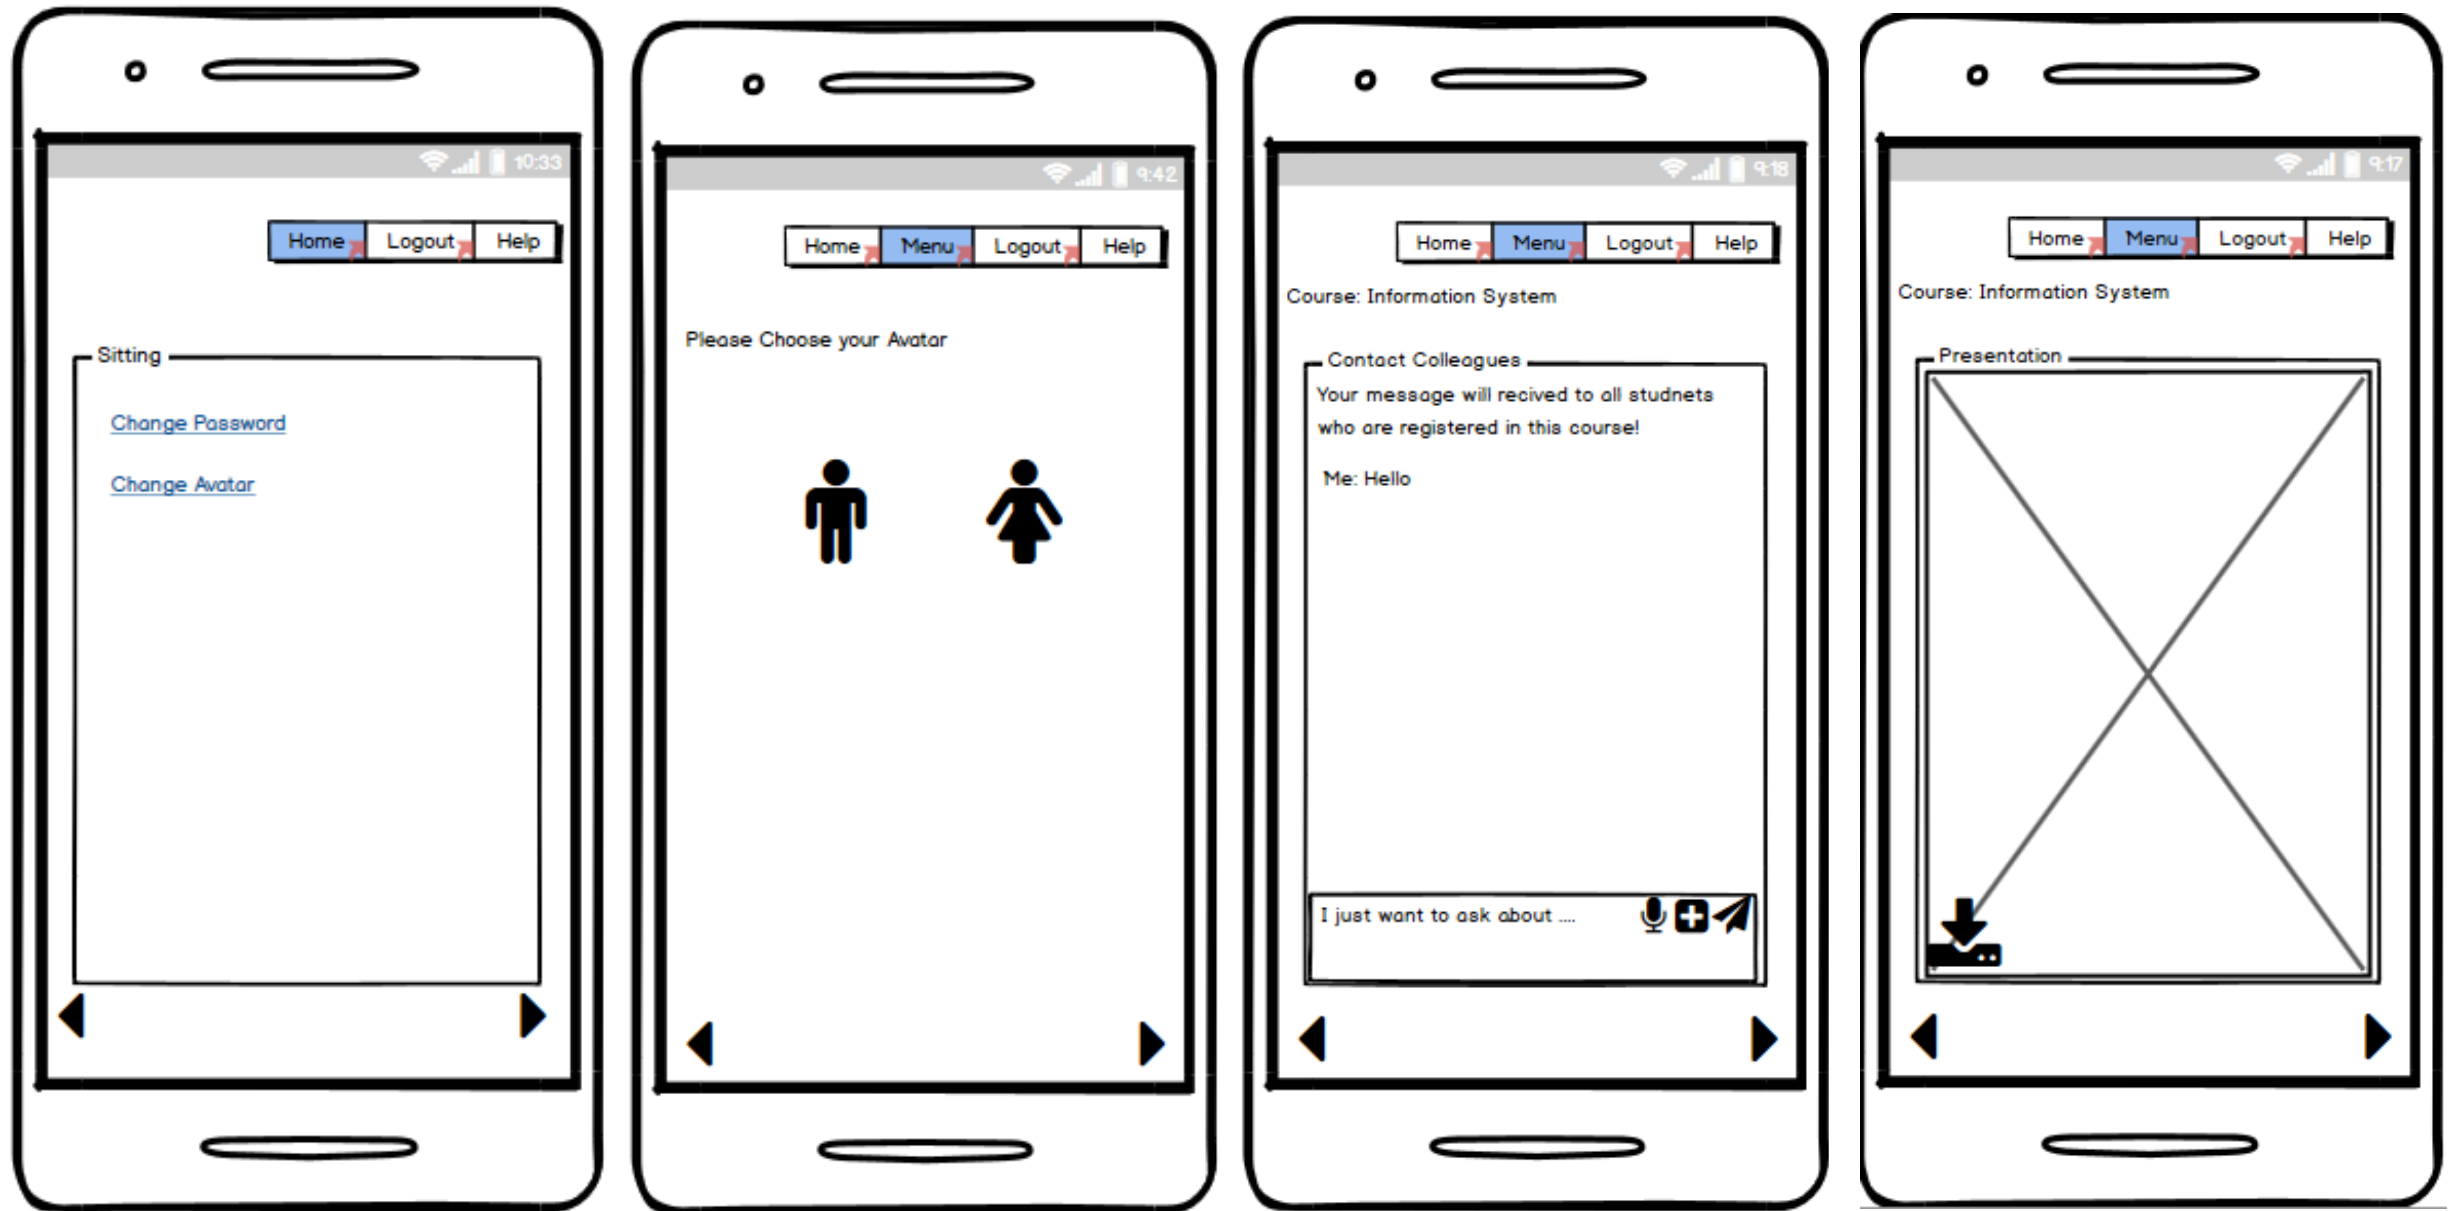 10:33
Home Logout Help
Sitting
Change Password
Change Avatar
9:42
Home Menu Logout Help
Please Choose your Avatar
9:18
Home Menu Logout Help
Course: Information System
Contact Colleagues
Your message will recived to all studnets
who are registered in this course!
Me: Hello
I just want to ask about ....
9:17
Home Menu Logout Help
Course: Information System
Presentation